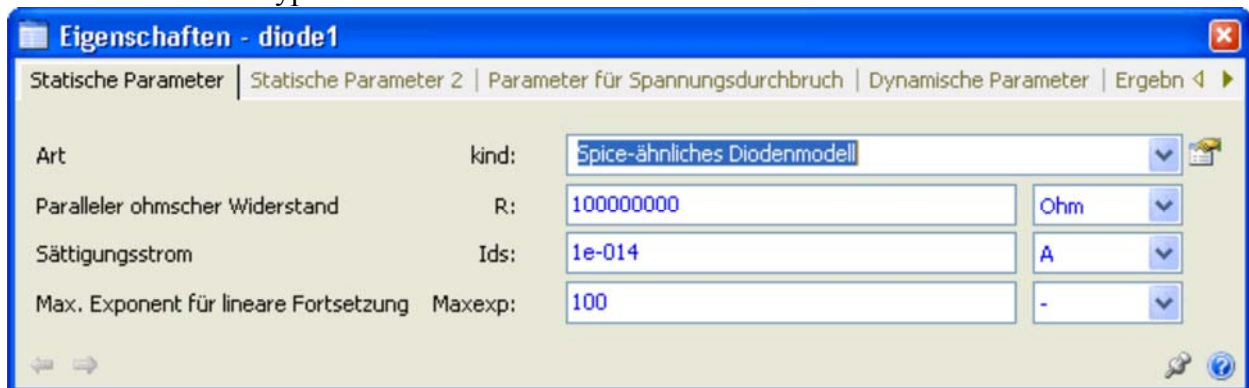 Eigenschaften - diode1
Statische Parameter | Statische Parameter 2 | Parameter für Spannungsdurchbruch | Dynamische Parameter | Ergebn
Art kind: Spice-ähnliches Diodenmodell
Paralleler ohmscher Widerstand R: 100000000 Ohm
Sättigungsstrom Ids: 1e-014 A
Max. Exponent für lineare Fortsetzung Maxexp: 100 -